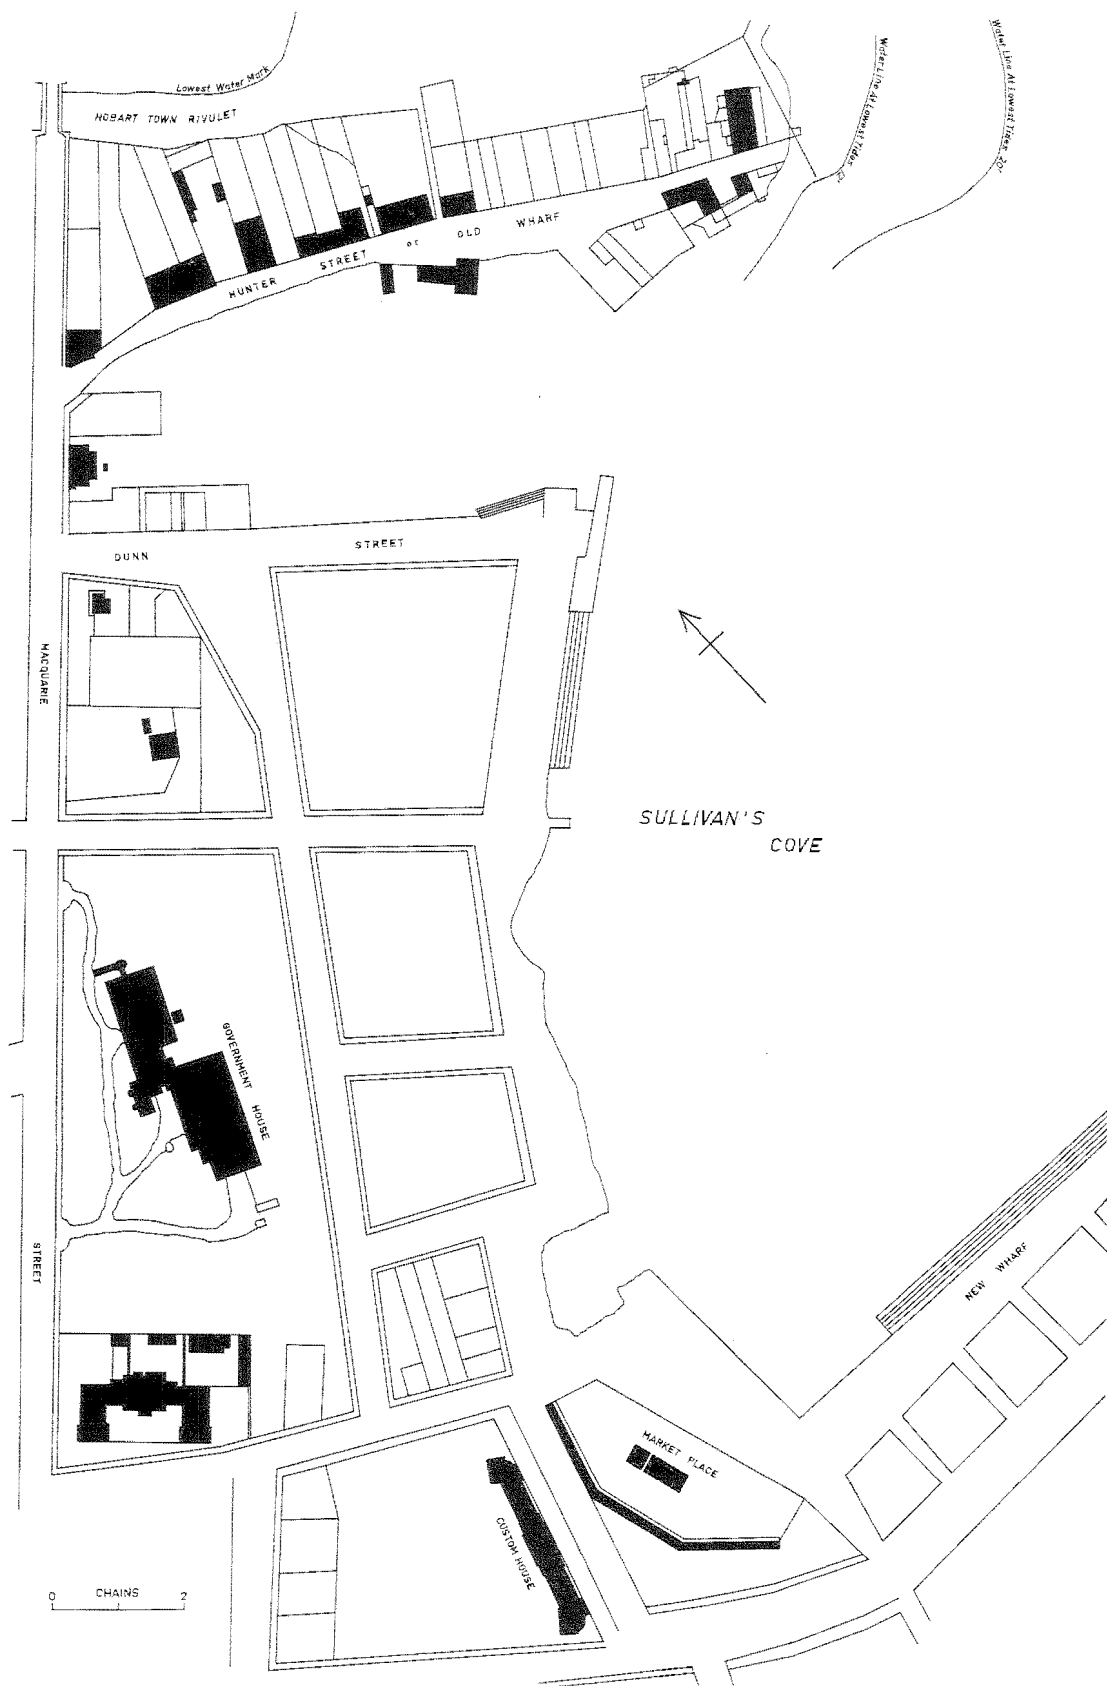 Lowest Water Mark
HOBART TOWN RIVULET
Water Line At Lowest Tides 12'
Water Line At Lowest Tides 20'
HUNTER STREET or OLD WHARF
DUNN STREET
MACQUARIE STREET
SULLIVAN'S
COVE
GOVERNMENT HOUSE
NEW WHARF
MARKET PLACE
CUSTOM HOUSE
CHAINS
0 2